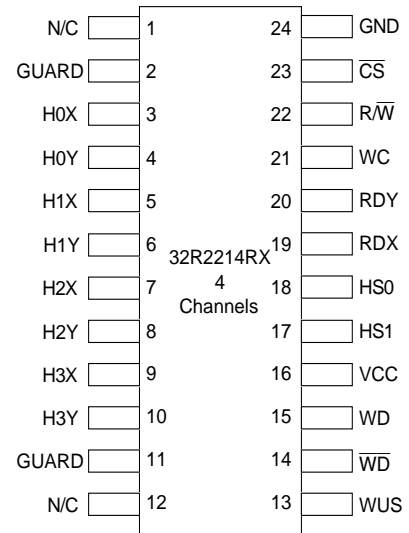 N/C 1 24 GND
GUARD 2 23 C̅S̅
H0X 3 22 R/W̅
H0Y 4 21 WC
H1X 5 20 RDY
H1Y 6 19 RDX
32R2214RX
H2X 7 4 18 HS0
Channels
H2Y 8 17 HS1
H3X 9 16 VCC
H3Y 10 15 WD
GUARD 11 14 W̅D̅
N/C 12 13 WUS